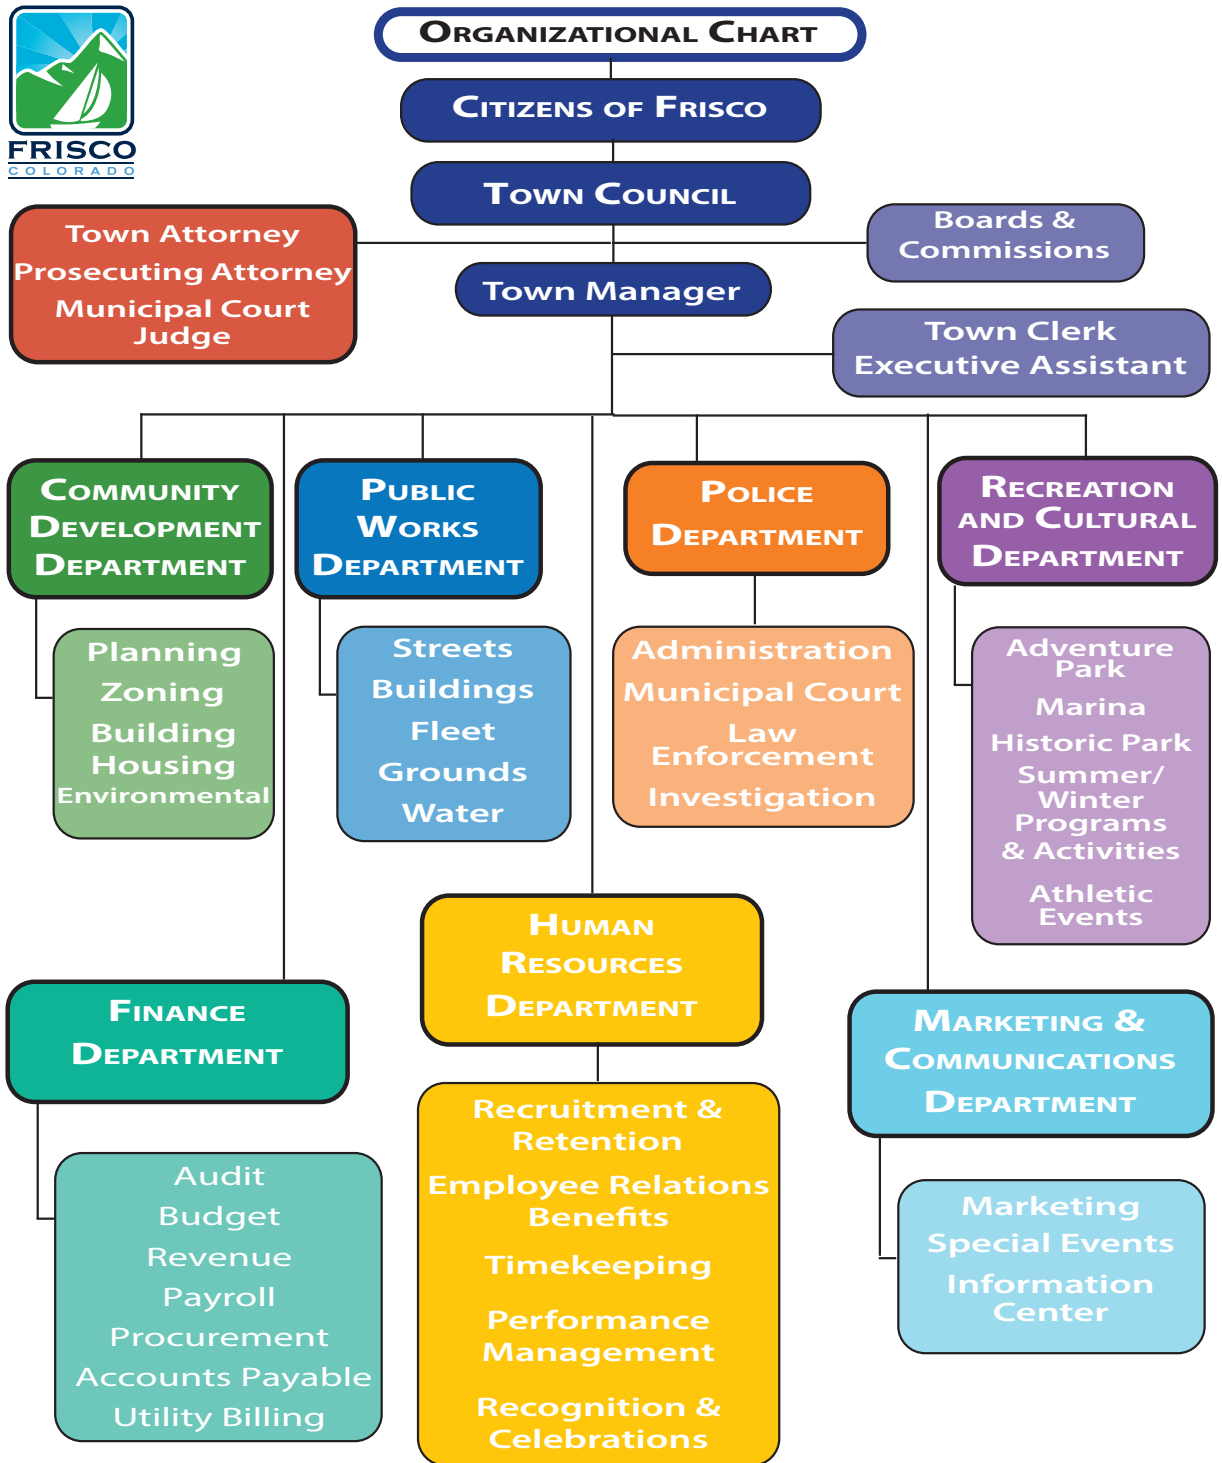 ORGANIZATIONAL CHART
FRISCO
COLORADO
CITIZENS OF FRISCO
TOWN COUNCIL
Town Attorney
Prosecuting Attorney
Municipal Court
Judge
Boards &
Commissions
Town Manager
Town Clerk
Executive Assistant
COMMUNITY
DEVELOPMENT
DEPARTMENT
Planning
Zoning
Building
Housing
Environmental
PUBLIC
WORKS
DEPARTMENT
Streets
Buildings
Fleet
Grounds
Water
POLICE
DEPARTMENT
Administration
Municipal Court
Law
Enforcement
Investigation
RECREATION
AND CULTURAL
DEPARTMENT
Adventure
Park
Marina
Historic Park
Summer/
Winter
Programs
& Activities
Athletic
Events
FINANCE
DEPARTMENT
Audit
Budget
Revenue
Payroll
Procurement
Accounts Payable
Utility Billing
HUMAN
RESOURCES
DEPARTMENT
Recruitment &
Retention
Employee Relations
Benefits
Timekeeping
Performance
Management
Recognition &
Celebrations
MARKETING &
COMMUNICATIONS
DEPARTMENT
Marketing
Special Events
Information
Center